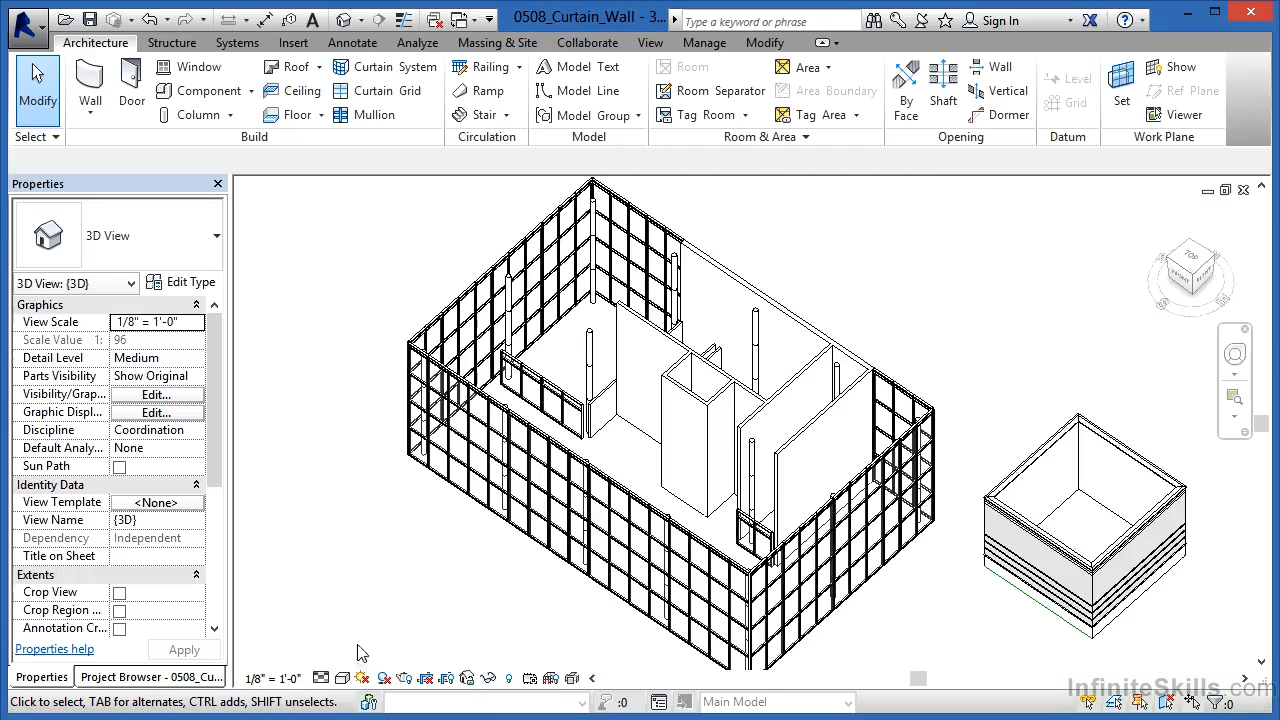 0508_Curtain_Wall - 3...
Type a keyword or phrase
Sign In
Architecture Structure Systems Insert Annotate Analyze Massing & Site Collaborate View Manage Modify
Modify
Wall
Door
Window
Component
Column
Roof
Ceiling
Floor
Curtain System
Curtain Grid
Mullion
Railing
Ramp
Stair
Model Text
Model Line
Model Group
Room
Room Separator
Tag Room
Area
Area Boundary
Tag Area
By
Face
Shaft
Wall
Vertical
Dormer
Level
Grid
Set
Show
Ref Plane
Viewer
Select Build Circulation Model Room & Area Opening Datum Work Plane
Properties
3D View
3D View: {3D} Edit Type
Graphics
View Scale 1/8" = 1'-0"
Scale Value 1: 96
Detail Level Medium
Parts Visibility Show Original
Visibility/Grap... Edit...
Graphic Displ... Edit...
Discipline Coordination
Default Analy... None
Sun Path
Identity Data
View Template <None>
View Name {3D}
Dependency Independent
Title on Sheet
Extents
Crop View
Crop Region ...
Annotation Cr...
Properties help Apply
Properties Project Browser - 0508_Cu...
1/8" = 1'-0"
TOP
FRONT
Click to select, TAB for alternates, CTRL adds, SHIFT unselects.
:0
Main Model
:0
InfiniteSkills.com